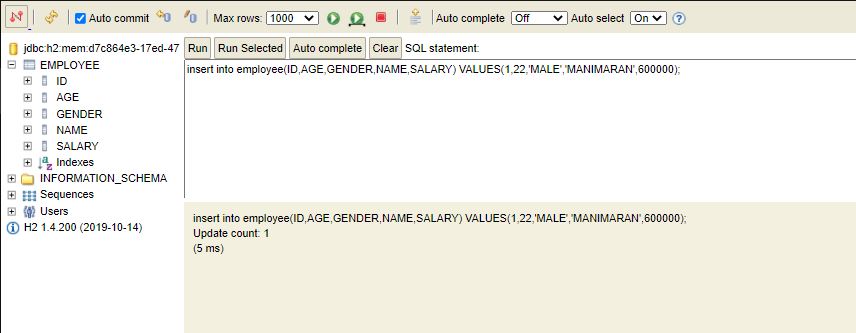 Auto commit Max rows: 1000 Auto complete Off Auto select On
jdbc:h2:mem:d7c864e3-17ed-47
Run Run Selected Auto complete Clear SQL statement:
EMPLOYEE
insert into employee(ID,AGE,GENDER,NAME,SALARY) VALUES(1,22,'MALE','MANIMARAN',600000);
ID
AGE
GENDER
NAME
SALARY
Indexes
INFORMATION_SCHEMA
Sequences
Users
H2 1.4.200 (2019-10-14)
insert into employee(ID,AGE,GENDER,NAME,SALARY) VALUES(1,22,'MALE','MANIMARAN',600000);
Update count: 1
(5 ms)